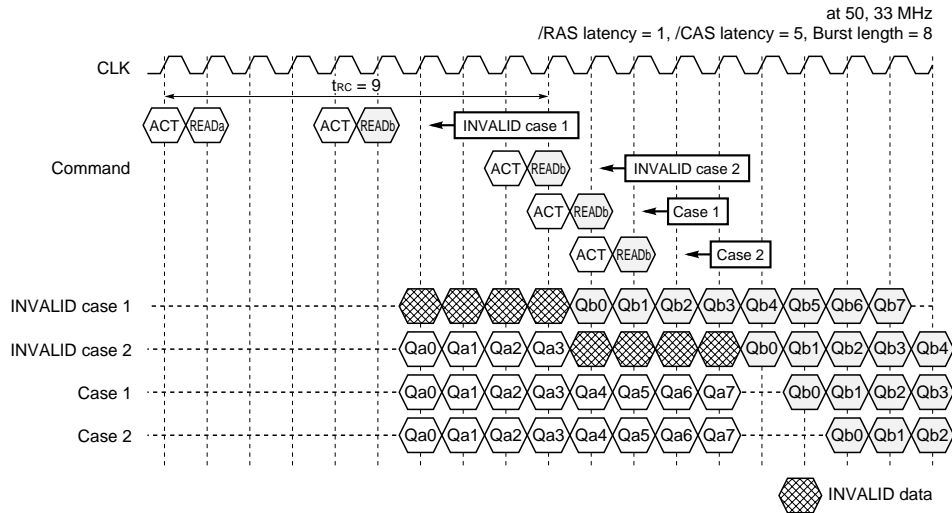 at 50, 33 MHz
/RAS latency = 1, /CAS latency = 5, Burst length = 8
CLK
tRC = 9
ACT READa ACT READb INVALID case 1
Command ACT READb INVALID case 2
ACT READb Case 1
ACT READb Case 2
INVALID case 1 Qb0 Qb1 Qb2 Qb3 Qb4 Qb5 Qb6 Qb7
INVALID case 2 Qa0 Qa1 Qa2 Qa3 Qb0 Qb1 Qb2 Qb3 Qb4
Case 1 Qa0 Qa1 Qa2 Qa3 Qa4 Qa5 Qa6 Qa7 Qb0 Qb1 Qb2 Qb3
Case 2 Qa0 Qa1 Qa2 Qa3 Qa4 Qa5 Qa6 Qa7 Qb0 Qb1 Qb2
INVALID data